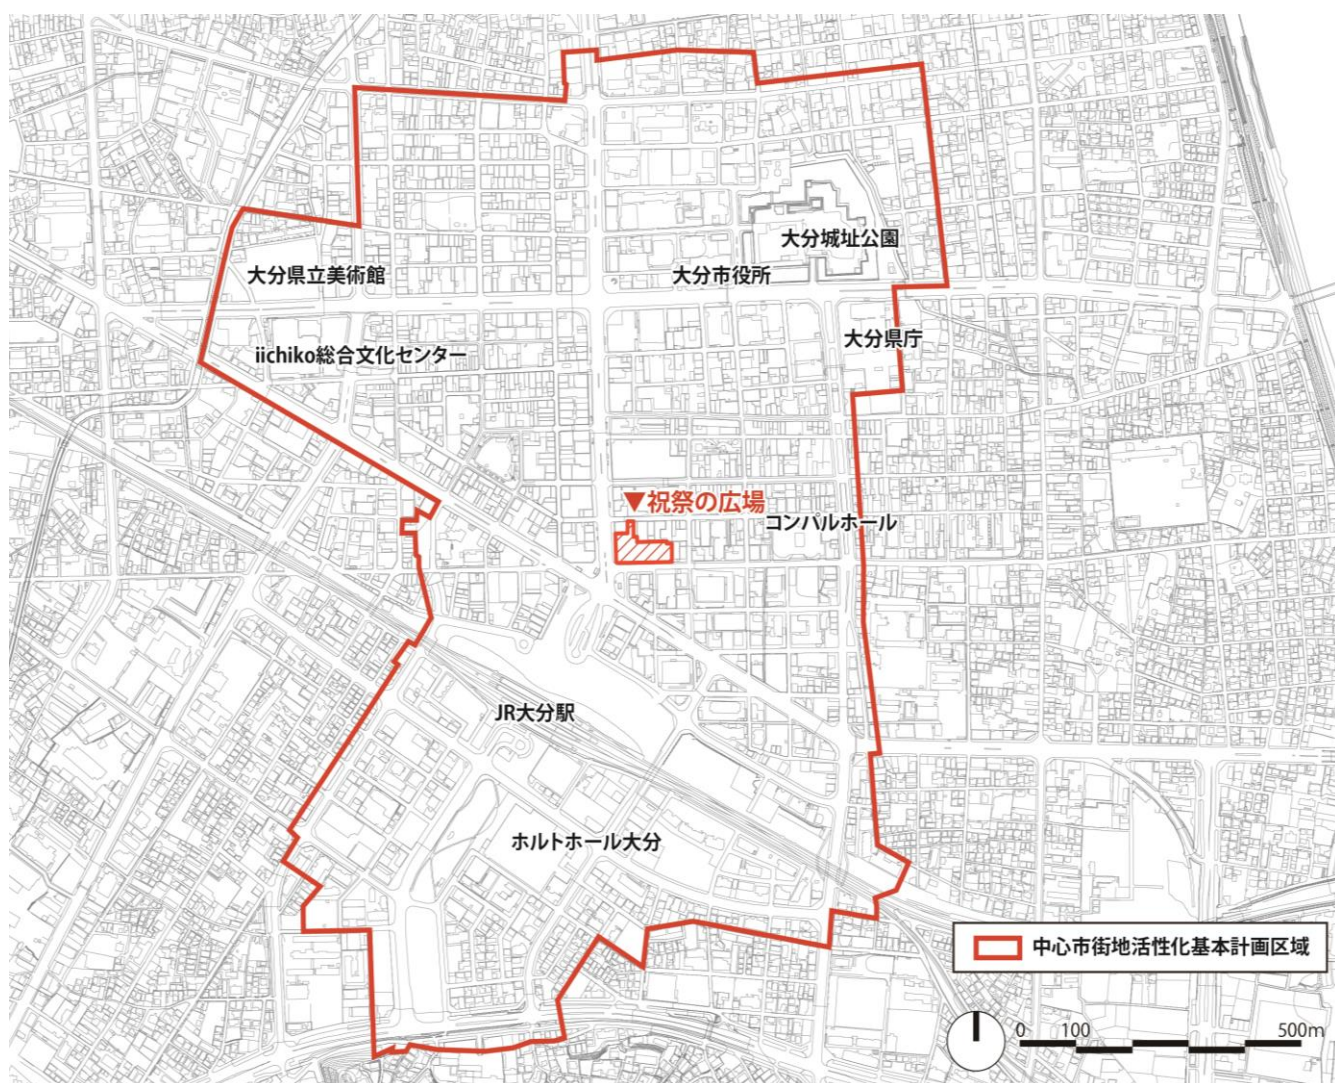 大分城址公園
大分県立美術館
大分市役所
大分県庁
iichiko総合文化センター
▼祝祭の広場
コンパルホール
JR大分駅
ホルトホール大分
中心市街地活性化基本計画区域
0 100 500m